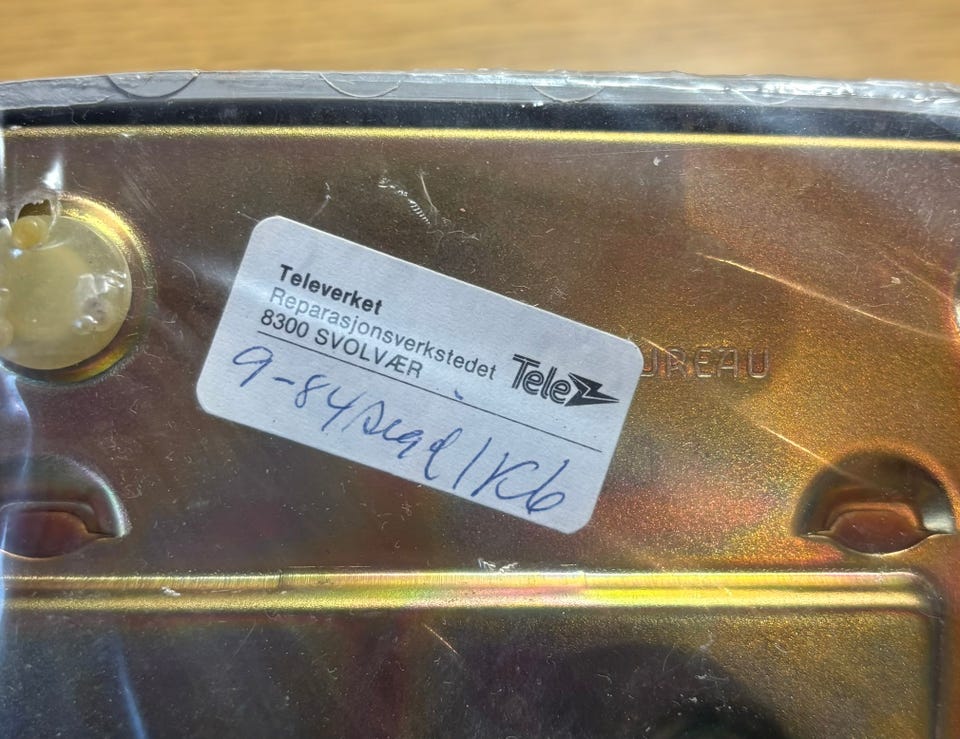 Televerket
Reparasjonsverkstedet
8300 SVOLVÆR
Tele
9-84
UREAU